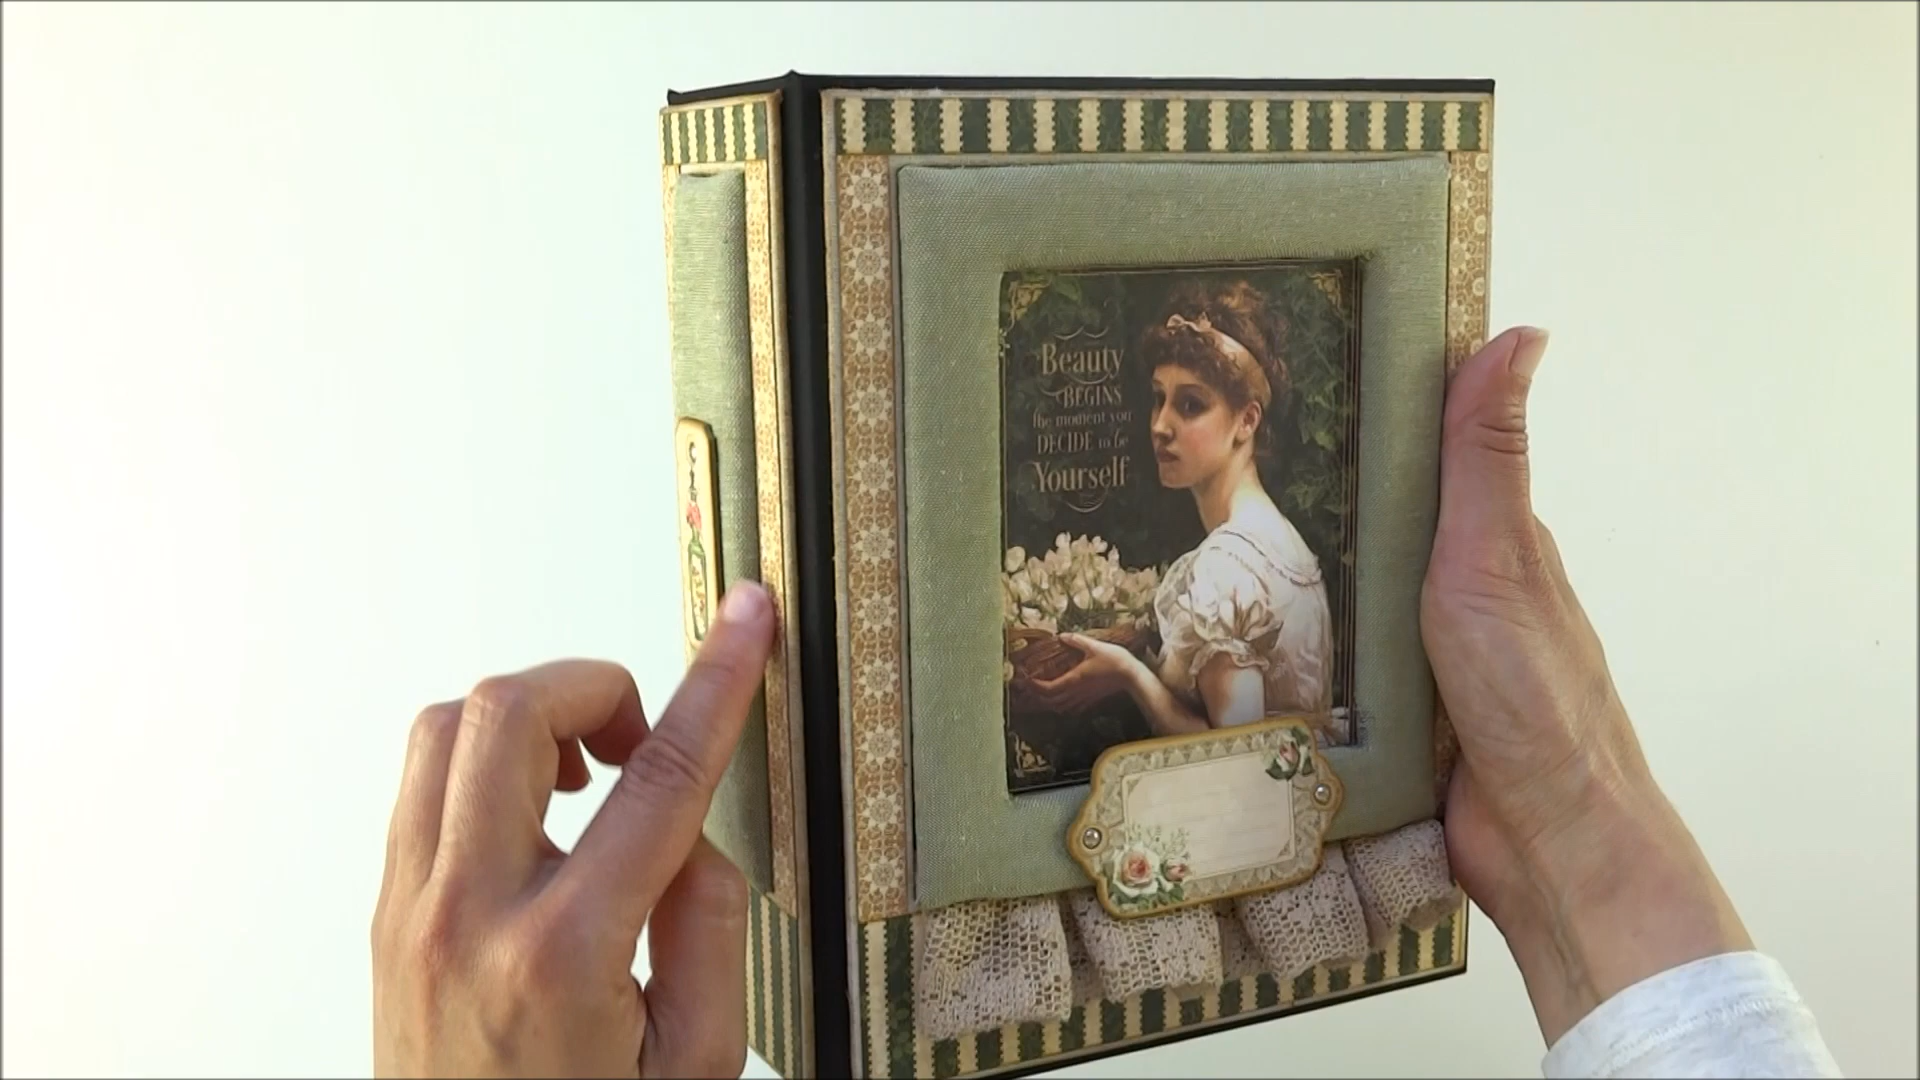 Beauty
BEGINS
the moment you
DECIDE to be
Yourself